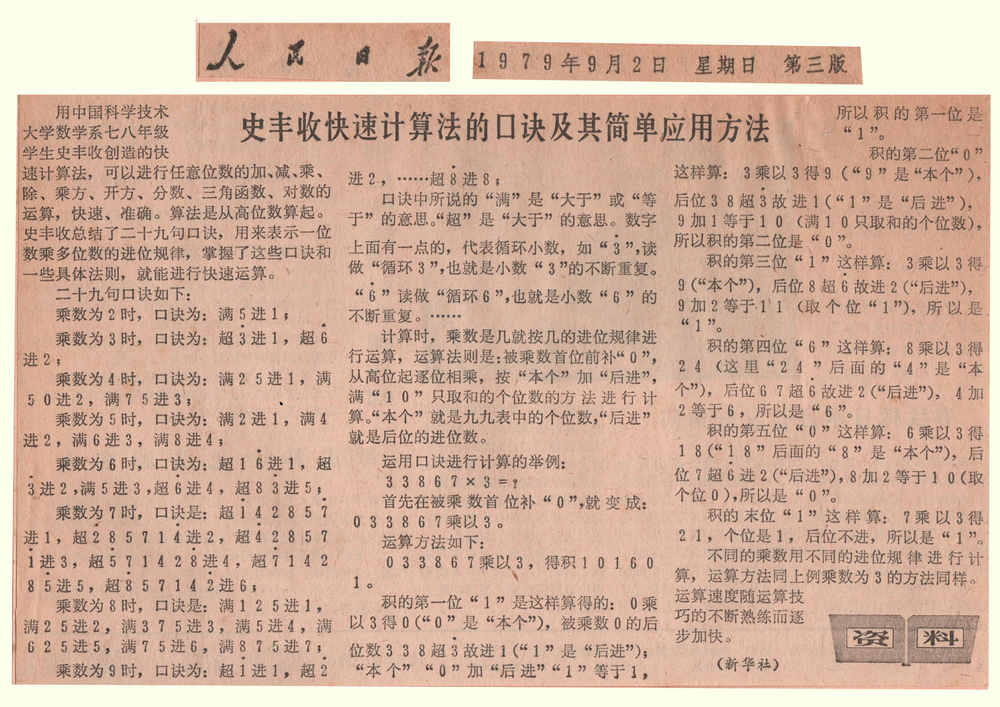 人民日報
1979年9月2日 星期日 第三版
史丰收快速计算法的口诀及其简单应用方法
用中国科学技术
大学数学系七八年级
学生史丰收创造的快
速计算法，可以进行任意位数的加、减、乘、
除、乘方、开方、分数、三角函数、对数的
运算，快速、准确。算法是从高位数算起。
史丰收总结了二十九句口诀，用来表示一位
数乘多位数的进位规律，掌握了这些口诀和
一些具体法则，就能进行快速运算。
二十九句口诀如下：
乘数为2时，口诀为：满5进1；
乘数为3时，口诀为：超3̇进1，超6̇
进2；
乘数为4时，口诀为：满25进1，满
50进2，满75进3；
乘数为5时，口诀为：满2进1，满4
进2，满6进3，满8进4；
乘数为6时，口诀为：超16̇进1，超
3̇进2，满5进3，超6̇进4，超83̇进5；
乘数为7时，口诀是：超1̇42857̇
进1，超2̇85714̇进2，超4̇2857
1̇进3，超5̇71428̇进4，超7̇142
85̇进5，超8̇57142̇进6；
乘数为8时，口诀是：满125进1，
满25进2，满375进3，满5进4，满
625进5，满75进6，满875进7；
乘数为9时，口诀为：超1̇进1，超2̇
进2，……超8̇进8；
口诀中所说的“满”是“大于”或“等
于”的意思。“超”是“大于”的意思。数字
上面有一点的，代表循环小数，如“3̇”，读
做“循环3”，也就是小数“3”的不断重复。
“6̇”读做“循环6”，也就是小数“6”的
不断重复。……
计算时，乘数是几就按几的进位规律进
行运算，运算法则是：被乘数首位前补“0”，
从高位起逐位相乘，按“本个”加“后进”，
满“10”只取和的个位数的方法进行计
算。“本个”就是九九表中的个位数，“后进”
就是后位的进位数。
运用口诀进行计算的举例：
33867×3=？
首先在被乘数首位补“0”，就变成：
033867乘以3。
运算方法如下：
033867乘以3，得积10160
1。
积的第一位“1”是这样算得的：0乘
以3得0（“0”是“本个”），被乘数0的后
位数338超3̇故进1（“1”是“后进”）；
“本个”“0”加“后进”“1”等于1，
所以积的第一位是
“1”。
积的第二位“0”
这样算：3乘以3得9（“9”是“本个”），
后位38超3̇故进1（“1”是“后进”），
9加1等于10（满10只取和的个位数），
所以积的第二位是“0”。
积的第三位“1”这样算：3乘以3得
9（“本个”），后位8超6̇故进2（“后进”），
9加2等于11（取个位“1”），所以是
“1”。
积的第四位“6”这样算：8乘以3得
24（这里“24”后面的“4”是“本
个”），后位67超6̇故进2（“后进”），4加
2等于6，所以是“6”。
积的第五位“0”这样算：6乘以3得
18（“18”后面的“8”是“本个”），后
位7超6̇进2（“后进”），8加2等于10（取
个位0），所以是“0”。
积的末位“1”这样算：7乘以3得
21，个位是1，后位不进，所以是“1”。
不同的乘数用不同的进位规律进行计
算，运算方法同上例乘数为3的方法同样。
运算速度随运算技
巧的不断熟练而逐
步加快。
（新华社）
资料